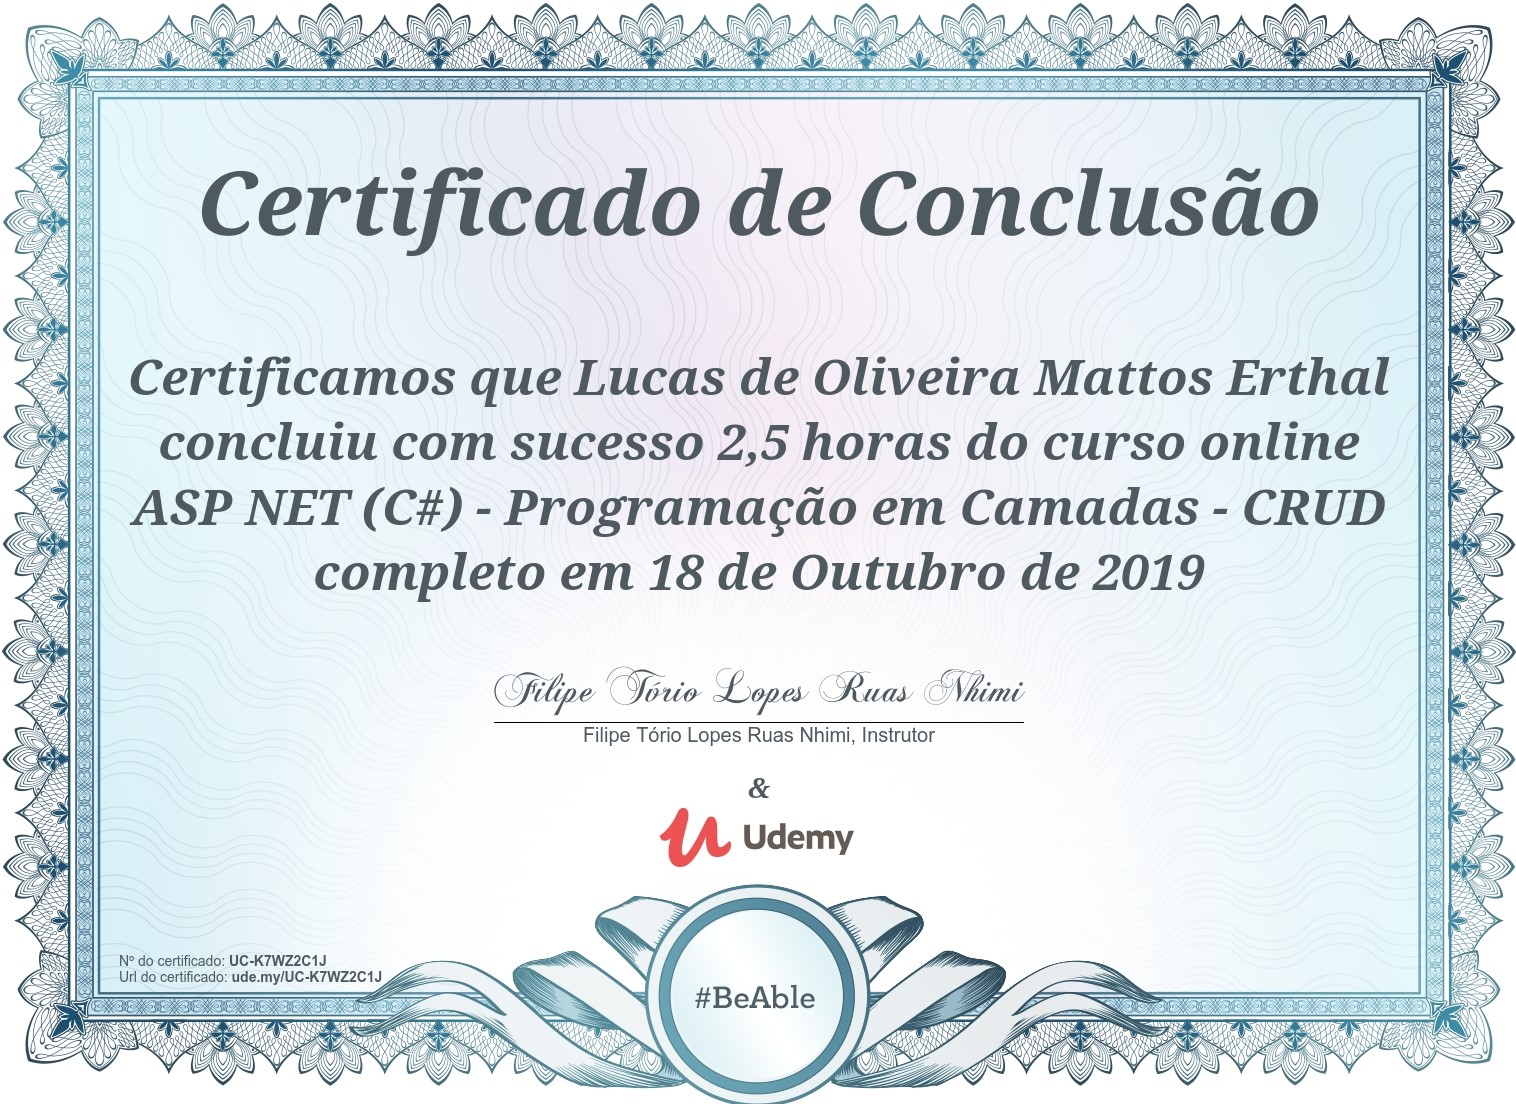 Certificado de Conclusão
Certificamos que Lucas de Oliveira Mattos Erthal
concluiu com sucesso 2,5 horas do curso online
ASP NET (C#) - Programação em Camadas - CRUD
completo em 18 de Outubro de 2019
Filipe Tório Lopes Ruas Nhimi
Filipe Tório Lopes Ruas Nhimi, Instrutor
&
Udemy
Nº do certificado: UC-K7WZ2C1J
Url do certificado: ude.my/UC-K7WZ2C1J
#BeAble